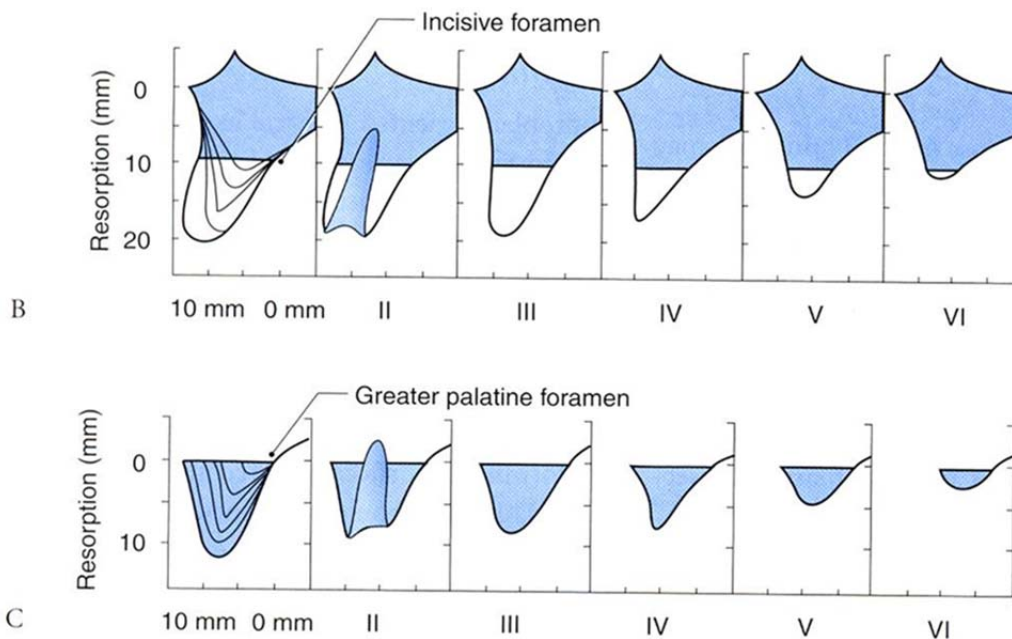 Incisive foramen
Resorption (mm)
0
10
20
B
10 mm 0 mm II III IV V VI
Greater palatine foramen
Resorption (mm)
0
10
C
10 mm 0 mm II III IV V VI